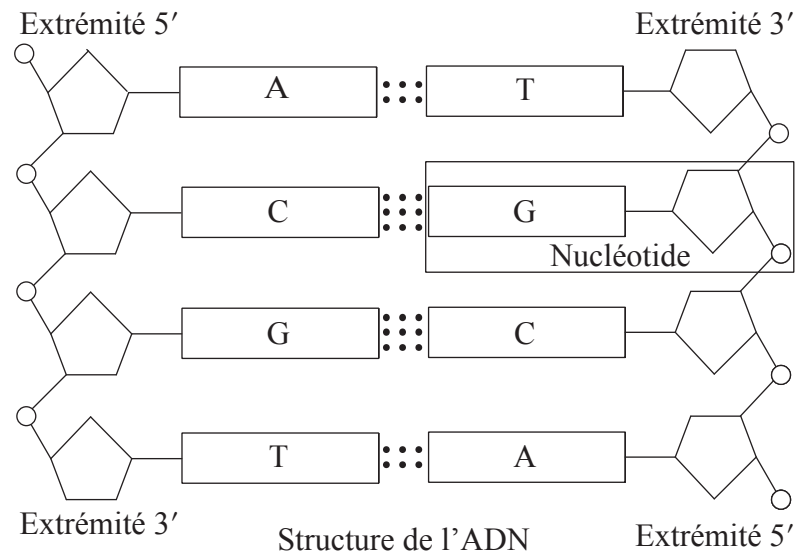 Extrémité 5′ Extrémité 3′
A T
C G
Nucléotide
G C
T A
Extrémité 3′ Structure de l’ADN Extrémité 5′